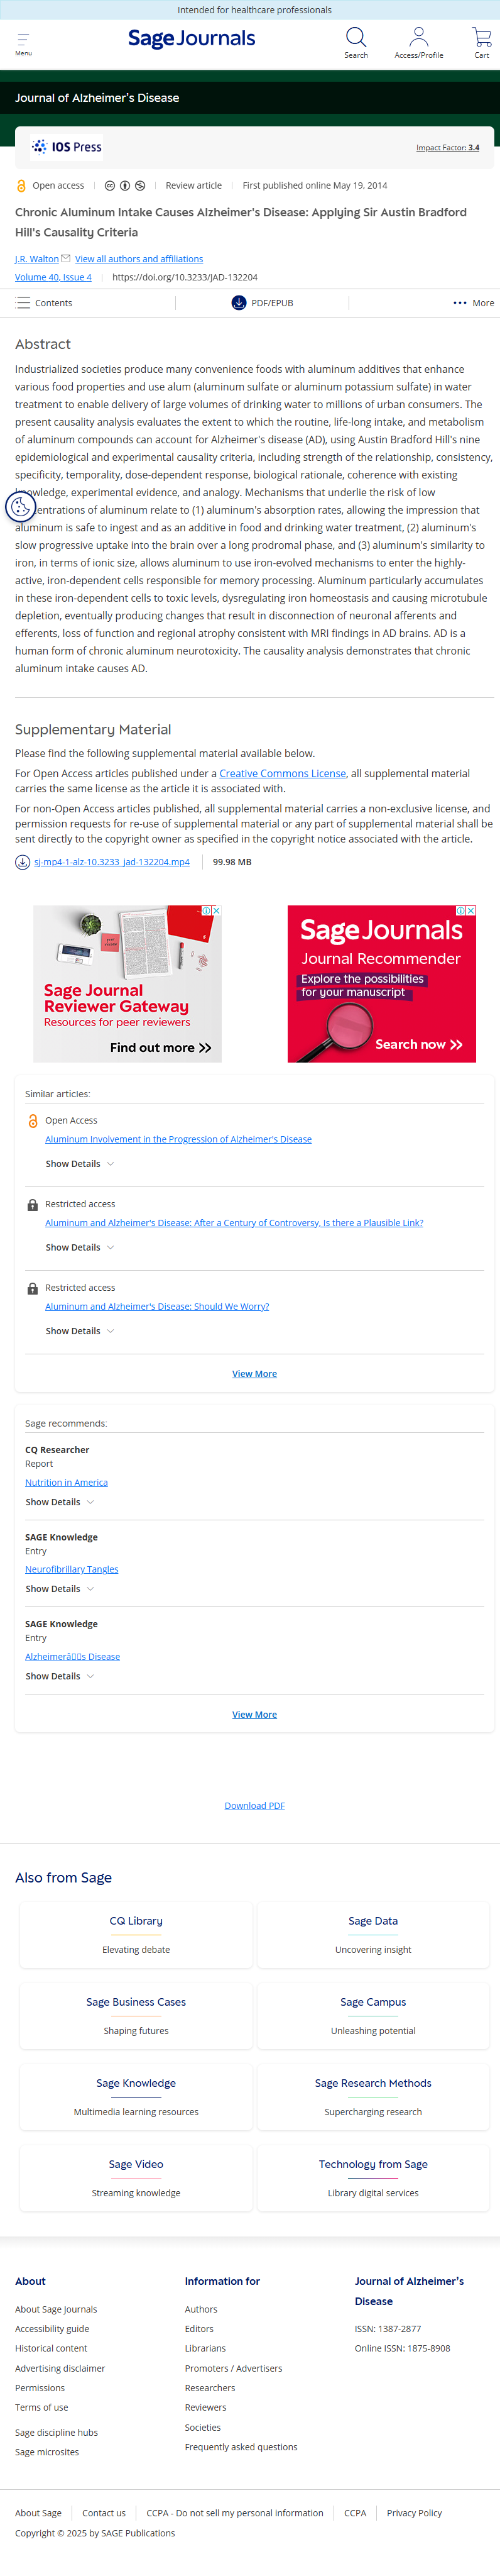 Intended for healthcare professionals
Menu
Sage Journals
Search
Access/Profile
Cart
Journal of Alzheimer's Disease
IOS Press
Impact Factor: 3.4
Open access
Review article
First published online May 19, 2014
Chronic Aluminum Intake Causes Alzheimer's Disease: Applying Sir Austin Bradford
Hill's Causality Criteria
J.R. Walton View all authors and affiliations
Volume 40, Issue 4
https://doi.org/10.3233/JAD-132204
Contents
PDF/EPUB
More
Abstract
Industrialized societies produce many convenience foods with aluminum additives that enhance
various food properties and use alum (aluminum sulfate or aluminum potassium sulfate) in water
treatment to enable delivery of large volumes of drinking water to millions of urban consumers. The
present causality analysis evaluates the extent to which the routine, life-long intake, and metabolism
of aluminum compounds can account for Alzheimer's disease (AD), using Austin Bradford Hill's nine
epidemiological and experimental causality criteria, including strength of the relationship, consistency,
specificity, temporality, dose-dependent response, biological rationale, coherence with existing
knowledge, experimental evidence, and analogy. Mechanisms that underlie the risk of low
entrations of aluminum relate to (1) aluminum's absorption rates, allowing the impression that
aluminum is safe to ingest and as an additive in food and drinking water treatment, (2) aluminum's
slow progressive uptake into the brain over a long prodromal phase, and (3) aluminum's similarity to
iron, in terms of ionic size, allows aluminum to use iron-evolved mechanisms to enter the highly-
active, iron-dependent cells responsible for memory processing. Aluminum particularly accumulates
in these iron-dependent cells to toxic levels, dysregulating iron homeostasis and causing microtubule
depletion, eventually producing changes that result in disconnection of neuronal afferents and
efferents, loss of function and regional atrophy consistent with MRI findings in AD brains. AD is a
human form of chronic aluminum neurotoxicity. The causality analysis demonstrates that chronic
aluminum intake causes AD.
Supplementary Material
Please find the following supplemental material available below.
For Open Access articles published under a Creative Commons License, all supplemental material
carries the same license as the article it is associated with.
For non-Open Access articles published, all supplemental material carries a non-exclusive license, and
permission requests for re-use of supplemental material or any part of supplemental material shall be
sent directly to the copyright owner as specified in the copyright notice associated with the article.
sj-mp4-1-alz-10.3233_jad-132204.mp4
99.98 MB
Sage Journal
Reviewer Gateway
Resources for peer reviewers
Find out more
Sage Journals
Journal Recommender
Explore the possibilities
for your manuscript
Search now
Similar articles:
Open Access
Aluminum Involvement in the Progression of Alzheimer's Disease
Show Details
Restricted access
Aluminum and Alzheimer's Disease: After a Century of Controversy, Is there a Plausible Link?
Show Details
Restricted access
Aluminum and Alzheimer's Disease: Should We Worry?
Show Details
View More
Sage recommends:
CQ Researcher
Report
Nutrition in America
Show Details
SAGE Knowledge
Entry
Neurofibrillary Tangles
Show Details
SAGE Knowledge
Entry
Alzheimerâs Disease
Show Details
View More
Download PDF
Also from Sage
CQ Library
Elevating debate
Sage Data
Uncovering insight
Sage Business Cases
Shaping futures
Sage Campus
Unleashing potential
Sage Knowledge
Multimedia learning resources
Sage Research Methods
Supercharging research
Sage Video
Streaming knowledge
Technology from Sage
Library digital services
About
About Sage Journals
Accessibility guide
Historical content
Advertising disclaimer
Permissions
Terms of use
Sage discipline hubs
Sage microsites
Information for
Authors
Editors
Librarians
Promoters / Advertisers
Researchers
Reviewers
Societies
Frequently asked questions
Journal of Alzheimer's
Disease
ISSN: 1387-2877
Online ISSN: 1875-8908
About Sage
Contact us
CCPA - Do not sell my personal information
CCPA
Privacy Policy
Copyright © 2025 by SAGE Publications